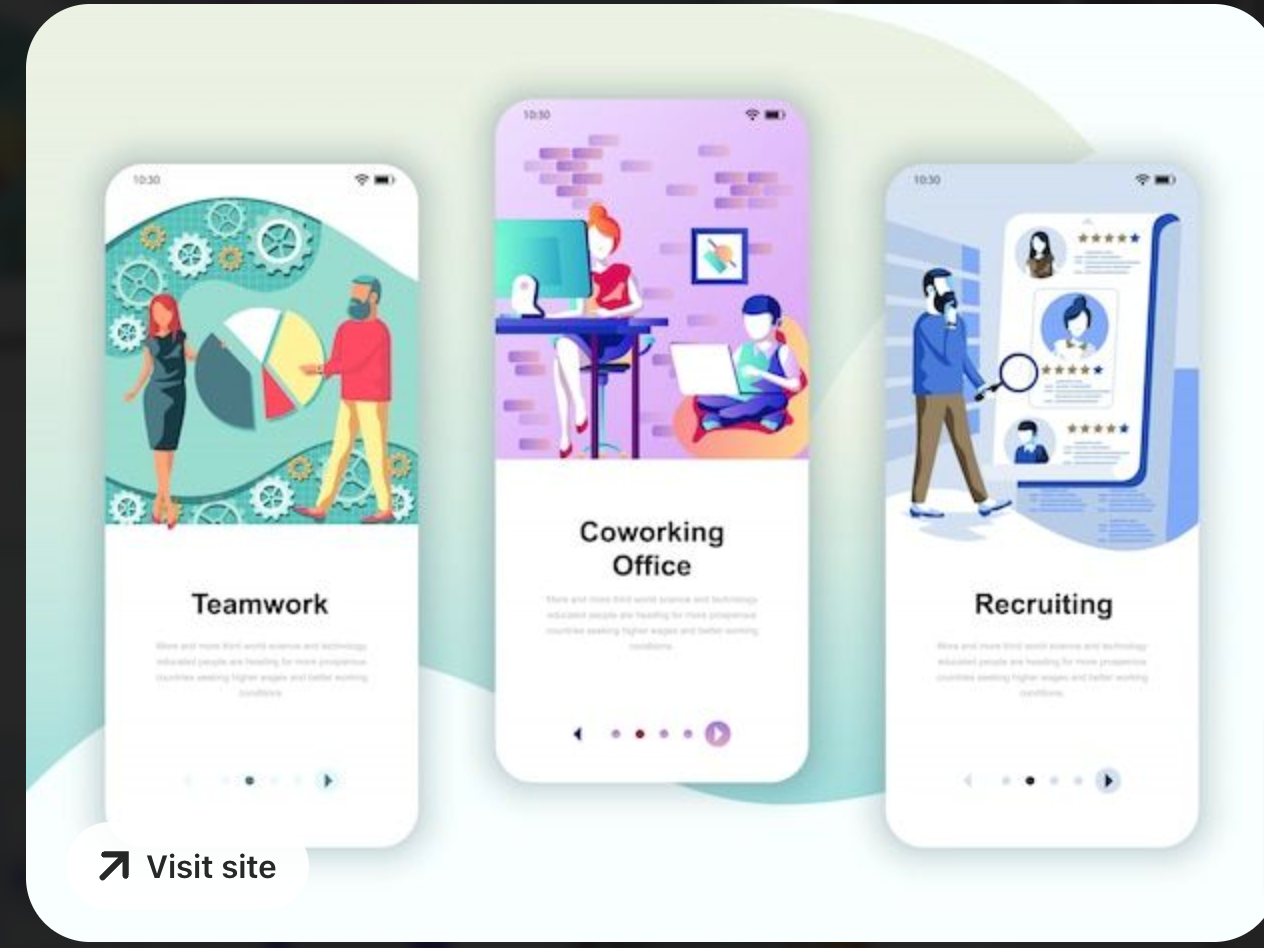 10:30
Teamwork
More and more third world science and technology
educated people are heading for more prosperous
countries seeking higher wages and better working
conditions.
10:30
Coworking
Office
More and more third world science and technology
educated people are heading for more prosperous
countries seeking higher wages and better working
conditions.
10:30
Recruiting
More and more third world science and technology
educated people are heading for more prosperous
countries seeking higher wages and better working
conditions.
Visit site